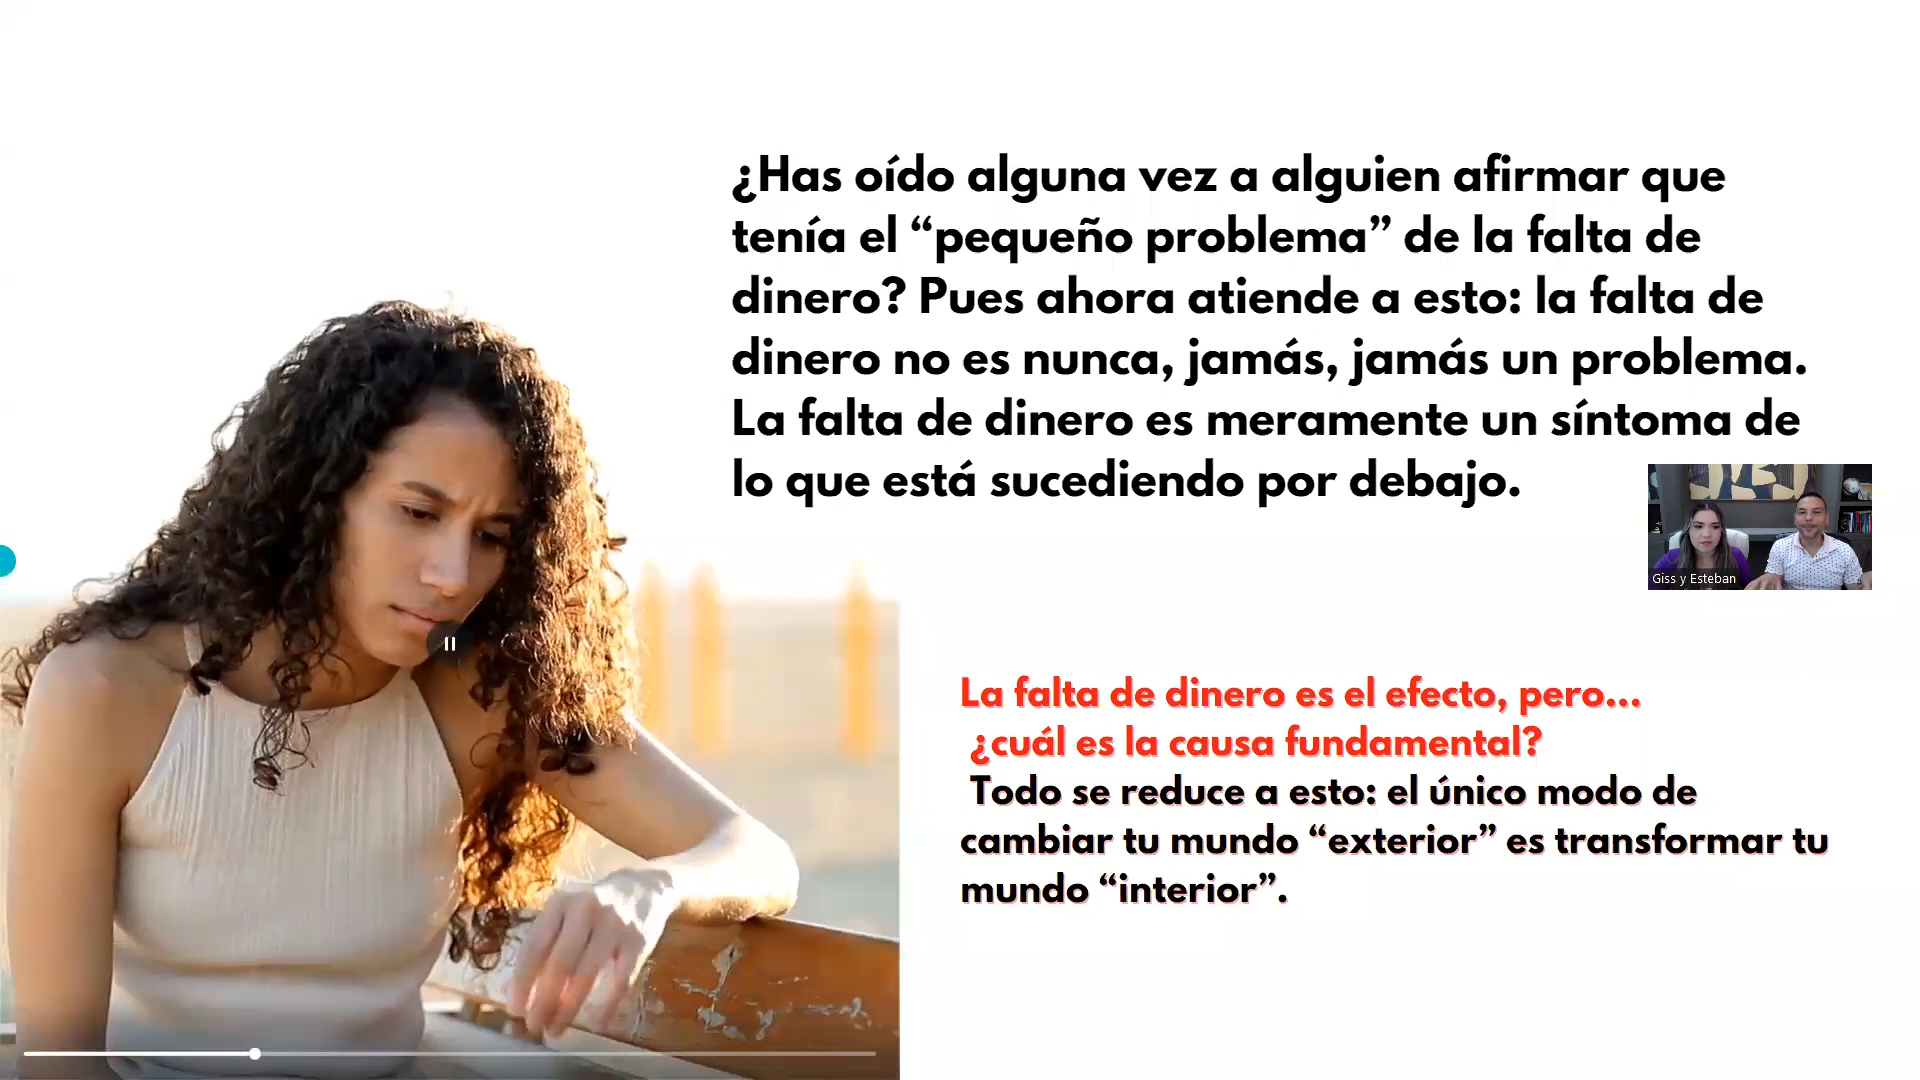 ¿Has oído alguna vez a alguien afirmar que
tenía el “pequeño problema” de la falta de
dinero? Pues ahora atiende a esto: la falta de
dinero no es nunca, jamás, jamás un problema.
La falta de dinero es meramente un síntoma de
lo que está sucediendo por debajo.
Giss y Esteban
La falta de dinero es el efecto, pero...
¿cuál es la causa fundamental?
Todo se reduce a esto: el único modo de
cambiar tu mundo “exterior” es transformar tu
mundo “interior”.